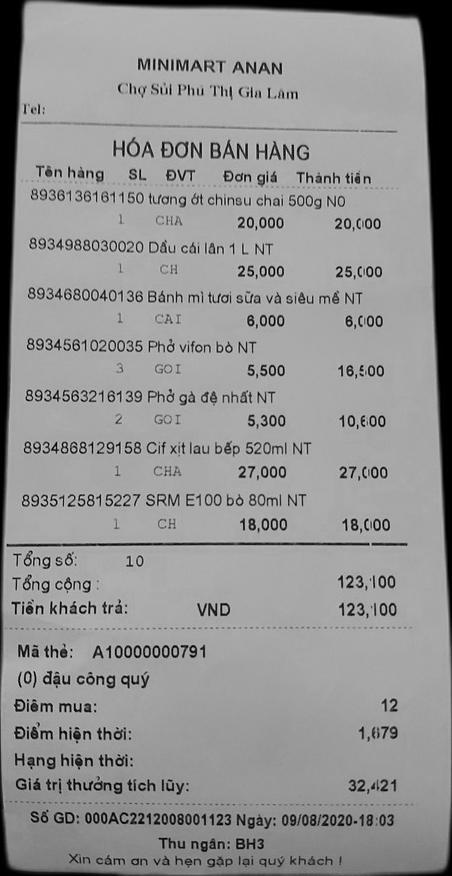 MINIMART ANAN
Chợ Sủi Phú Thị Gia Lâm
Tel:
HÓA ĐƠN BÁN HÀNG
Tên hàng SL ĐVT Đơn giá Thành tiền
8936136161150 tương ớt chinsu chai 500g N0
1 CHA 20,000 20,000
8934988030020 Dầu cái lân 1 L NT
1 CH 25,000 25,000
8934680040136 Bánh mì tươi sữa và siêu mề NT
1 CAI 6,000 6,000
8934561020035 Phở vifon bò NT
3 GOI 5,500 16,500
8934563216139 Phở gà đệ nhất NT
2 GOI 5,300 10,600
8934868129158 Cif xịt lau bếp 520ml NT
1 CHA 27,000 27,000
8935125815227 SRM E100 bò 80ml NT
1 CH 18,000 18,000
Tổng số: 10
Tổng cộng : 123,100
Tiền khách trả: VND 123,100
Mã thẻ: A10000000791
(0) đậu công quý
Điểm mua: 12
Điểm hiện thời: 1,679
Hạng hiện thời:
Giá trị thưởng tích lũy: 32,421
Số GD: 000AC2212008001123 Ngày: 09/08/2020-18:03
Thu ngân: BH3
Xin cám ơn và hẹn gặp lại quý khách !